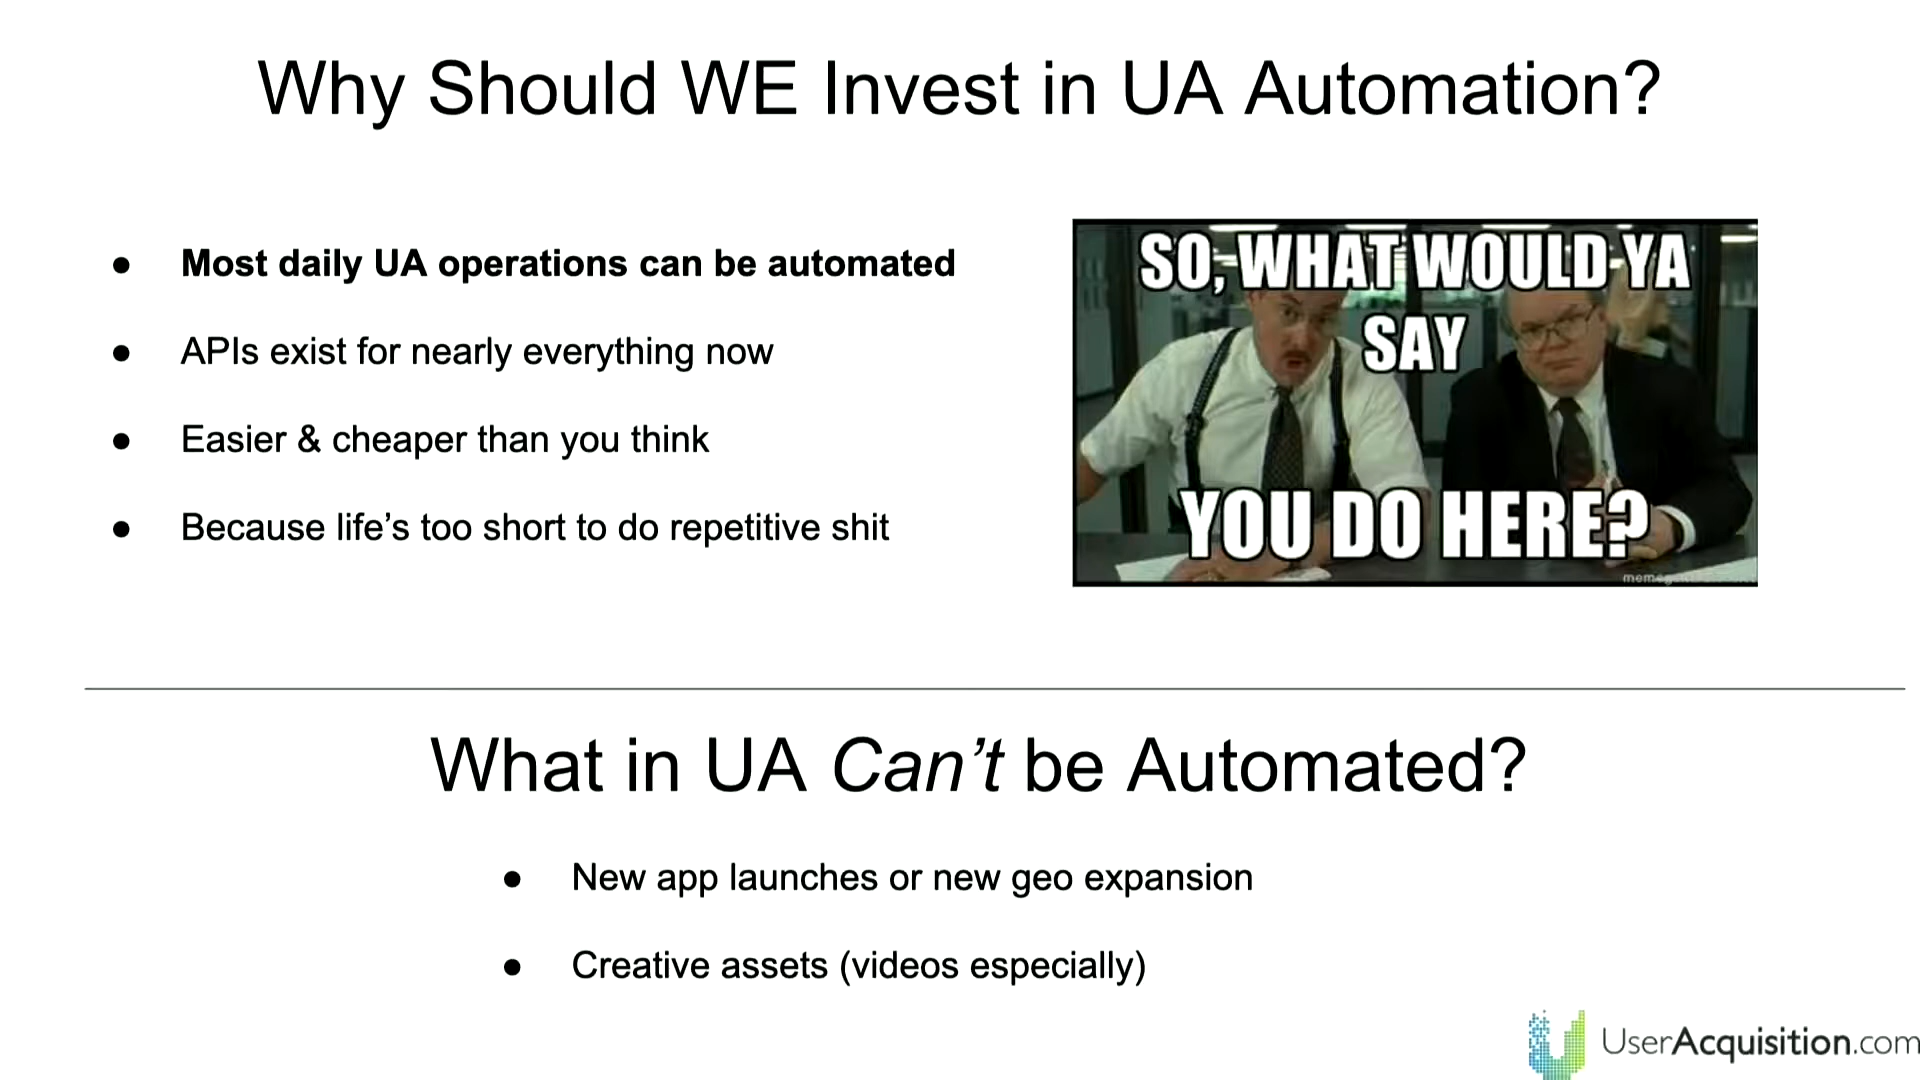 Why Should WE Invest in UA Automation?
● Most daily UA operations can be automated
● APIs exist for nearly everything now
● Easier & cheaper than you think
● Because life’s too short to do repetitive shit
SO, WHAT WOULD YA
SAY
YOU DO HERE?
What in UA Can’t be Automated?
● New app launches or new geo expansion
● Creative assets (videos especially)
UserAcquisition.com